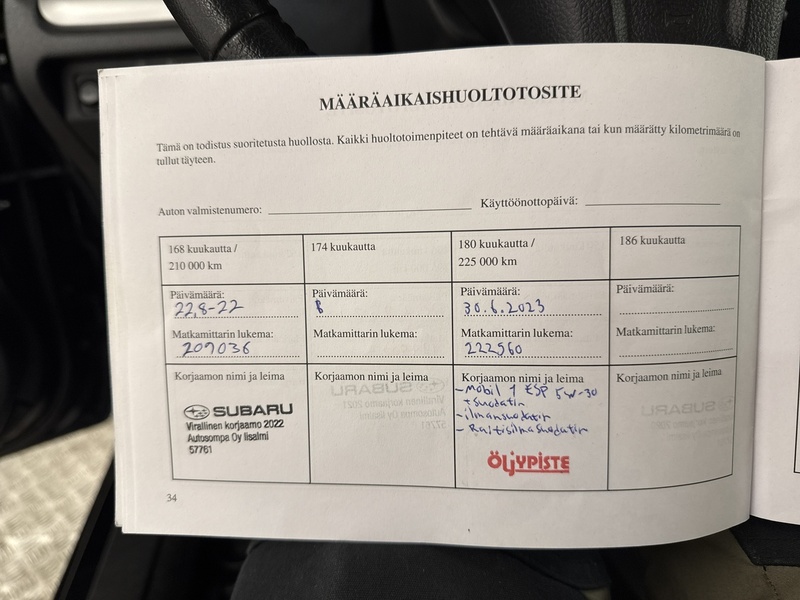 MÄÄRÄAIKAISHUOLTOTOSITE
Tämä on todistus suoritetusta huollosta. Kaikki huoltotoimenpiteet on tehtävä määräaikana tai kun määrätty kilometrimäärä on
tullut täyteen.
Auton valmistenumero:
Käyttöönottopäivä:
168 kuukautta /
210 000 km
174 kuukautta
180 kuukautta /
225 000 km
186 kuukautta
Päivämäärä:
22.8-22
Päivämäärä:
Päivämäärä:
30.6.2023
Päivämäärä:
Matkamittarin lukema:
209036
Matkamittarin lukema:
Matkamittarin lukema:
222560
Matkamittarin lukema:
Korjaamon nimi ja leima
SUBARU
Virallinen korjaamo 2022
Autosompa Oy Iisalmi
57761
Korjaamon nimi ja leima
Korjaamon nimi ja leima
- Mobil 1 ESP 5w-30
+ suodatin
- ilmansuodatin
- Raitisilmasuodatin
ÖLJYPISTE
Korjaamon nimi ja leima
34